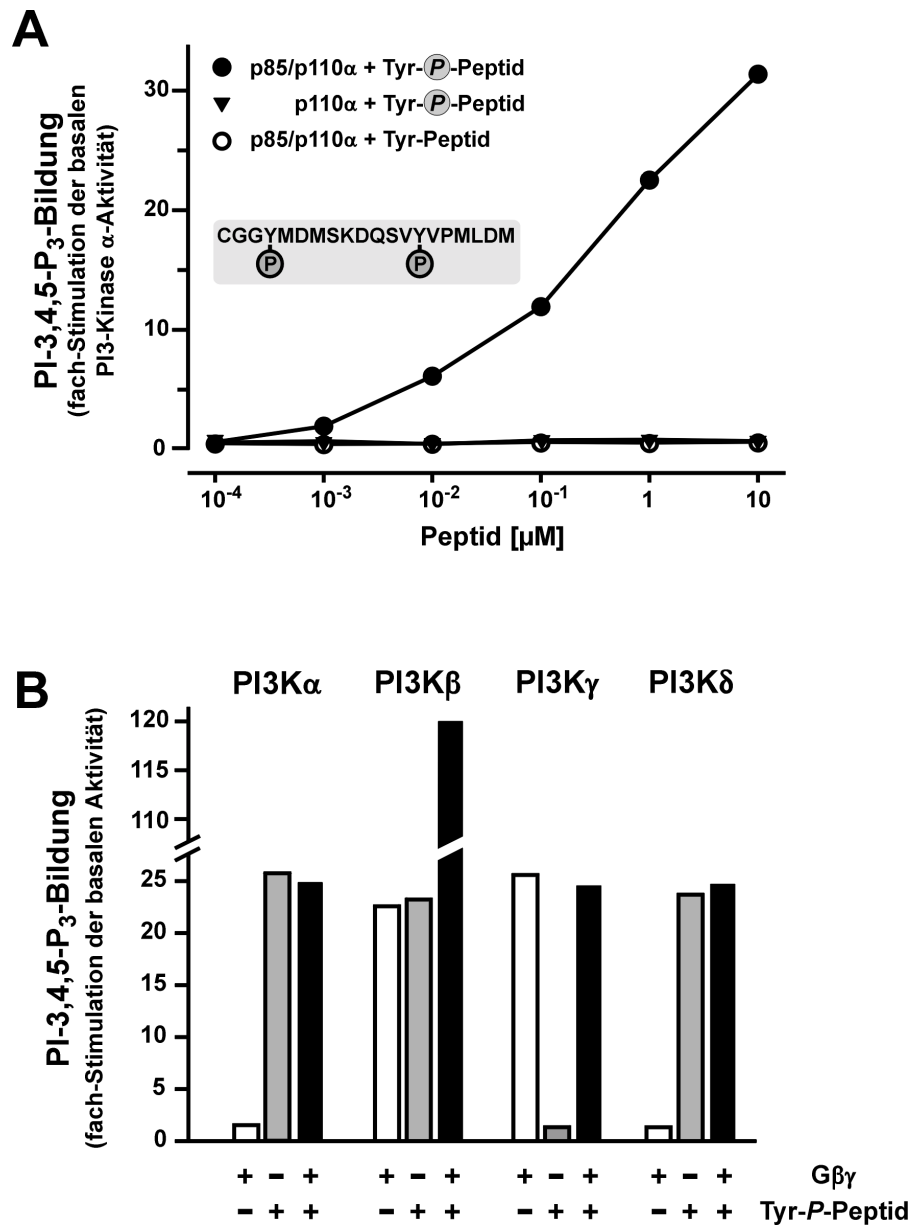 A
PI-3,4,5-P3-Bildung
(fach-Stimulation der basalen
PI3-Kinase α-Aktivität)
30
20
10
0
p85/p110α + Tyr-P-Peptid
p110α + Tyr-P-Peptid
p85/p110α + Tyr-Peptid
CGGYMDMSKDQSVYVPMLDM
P P
10-4 10-3 10-2 10-1 1 10
Peptid [µM]
B
PI3Kα PI3Kβ PI3Kγ PI3Kδ
PI-3,4,5-P3-Bildung
(fach-Stimulation der basalen Aktivität)
120
115
110
25
20
15
10
5
0
+ - + + - + + - + + - + Gβγ
- + + - + + - + + - + + Tyr-P-Peptid